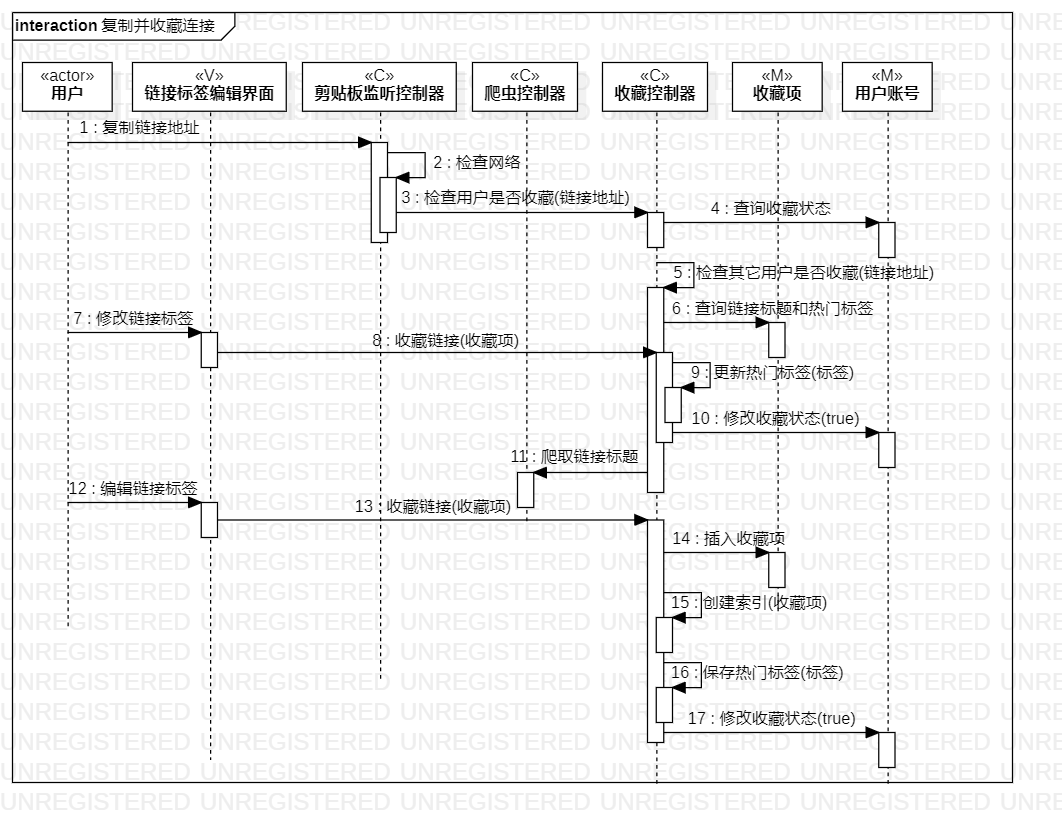 interaction 复制并收藏连接
«actor»
用户
«V»
链接标签编辑界面
«C»
剪贴板监听控制器
«C»
爬虫控制器
«C»
收藏控制器
«M»
收藏项
«M»
用户账号
1 : 复制链接地址
2 : 检查网络
3 : 检查用户是否收藏(链接地址)
4 : 查询收藏状态
5 : 检查其它用户是否收藏(链接地址)
6 : 查询链接标题和热门标签
7 : 修改链接标签
8 : 收藏链接(收藏项)
9 : 更新热门标签(标签)
10 : 修改收藏状态(true)
11 : 爬取链接标题
12 : 编辑链接标签
13 : 收藏链接(收藏项)
14 : 插入收藏项
15 : 创建索引(收藏项)
16 : 保存热门标签(标签)
17 : 修改收藏状态(true)
UNREGISTERED